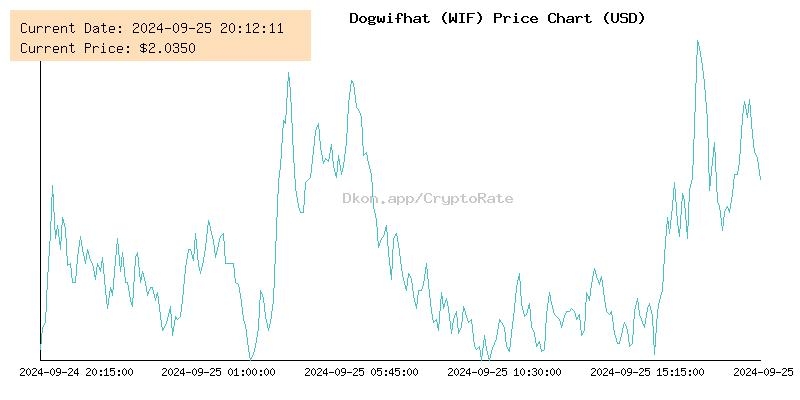 Dogwifhat (WIF) Price Chart (USD)
Current Date: 2024-09-25 20:12:11
Current Price: $2.0350
Dkon.app/CryptoRate
2024-09-24 20:15:00 2024-09-25 01:00:00 2024-09-25 05:45:00 2024-09-25 10:30:00 2024-09-25 15:15:00 2024-09-25